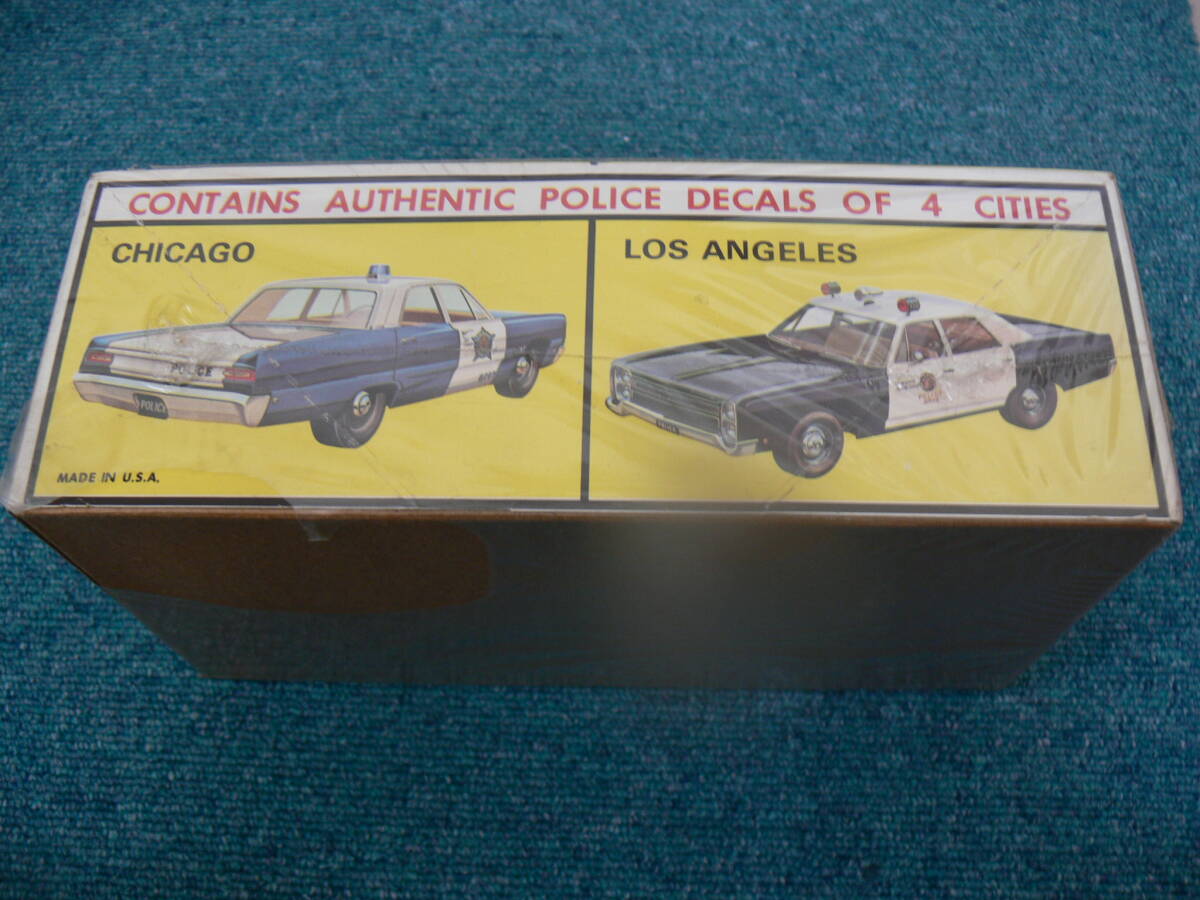 CONTAINS AUTHENTIC POLICE DECALS OF 4 CITIES
CHICAGO
LOS ANGELES
POLICE
POLICE
MADE IN U.S.A.